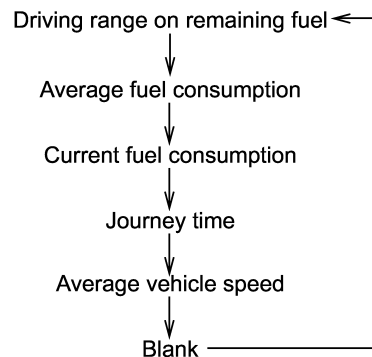 Driving range on remaining fuel
Average fuel consumption
Current fuel consumption
Journey time
Average vehicle speed
Blank